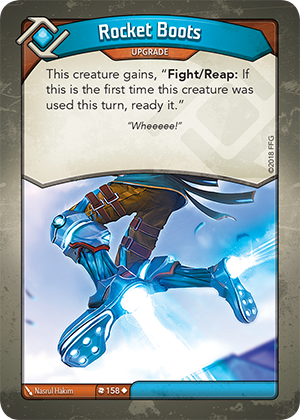 Rocket Boots
UPGRADE
This creature gains, “Fight/Reap: If
this is the first time this creature was
used this turn, ready it.”
“Wheeeee!”
©2018 FFG
Nasrul Hakim
158